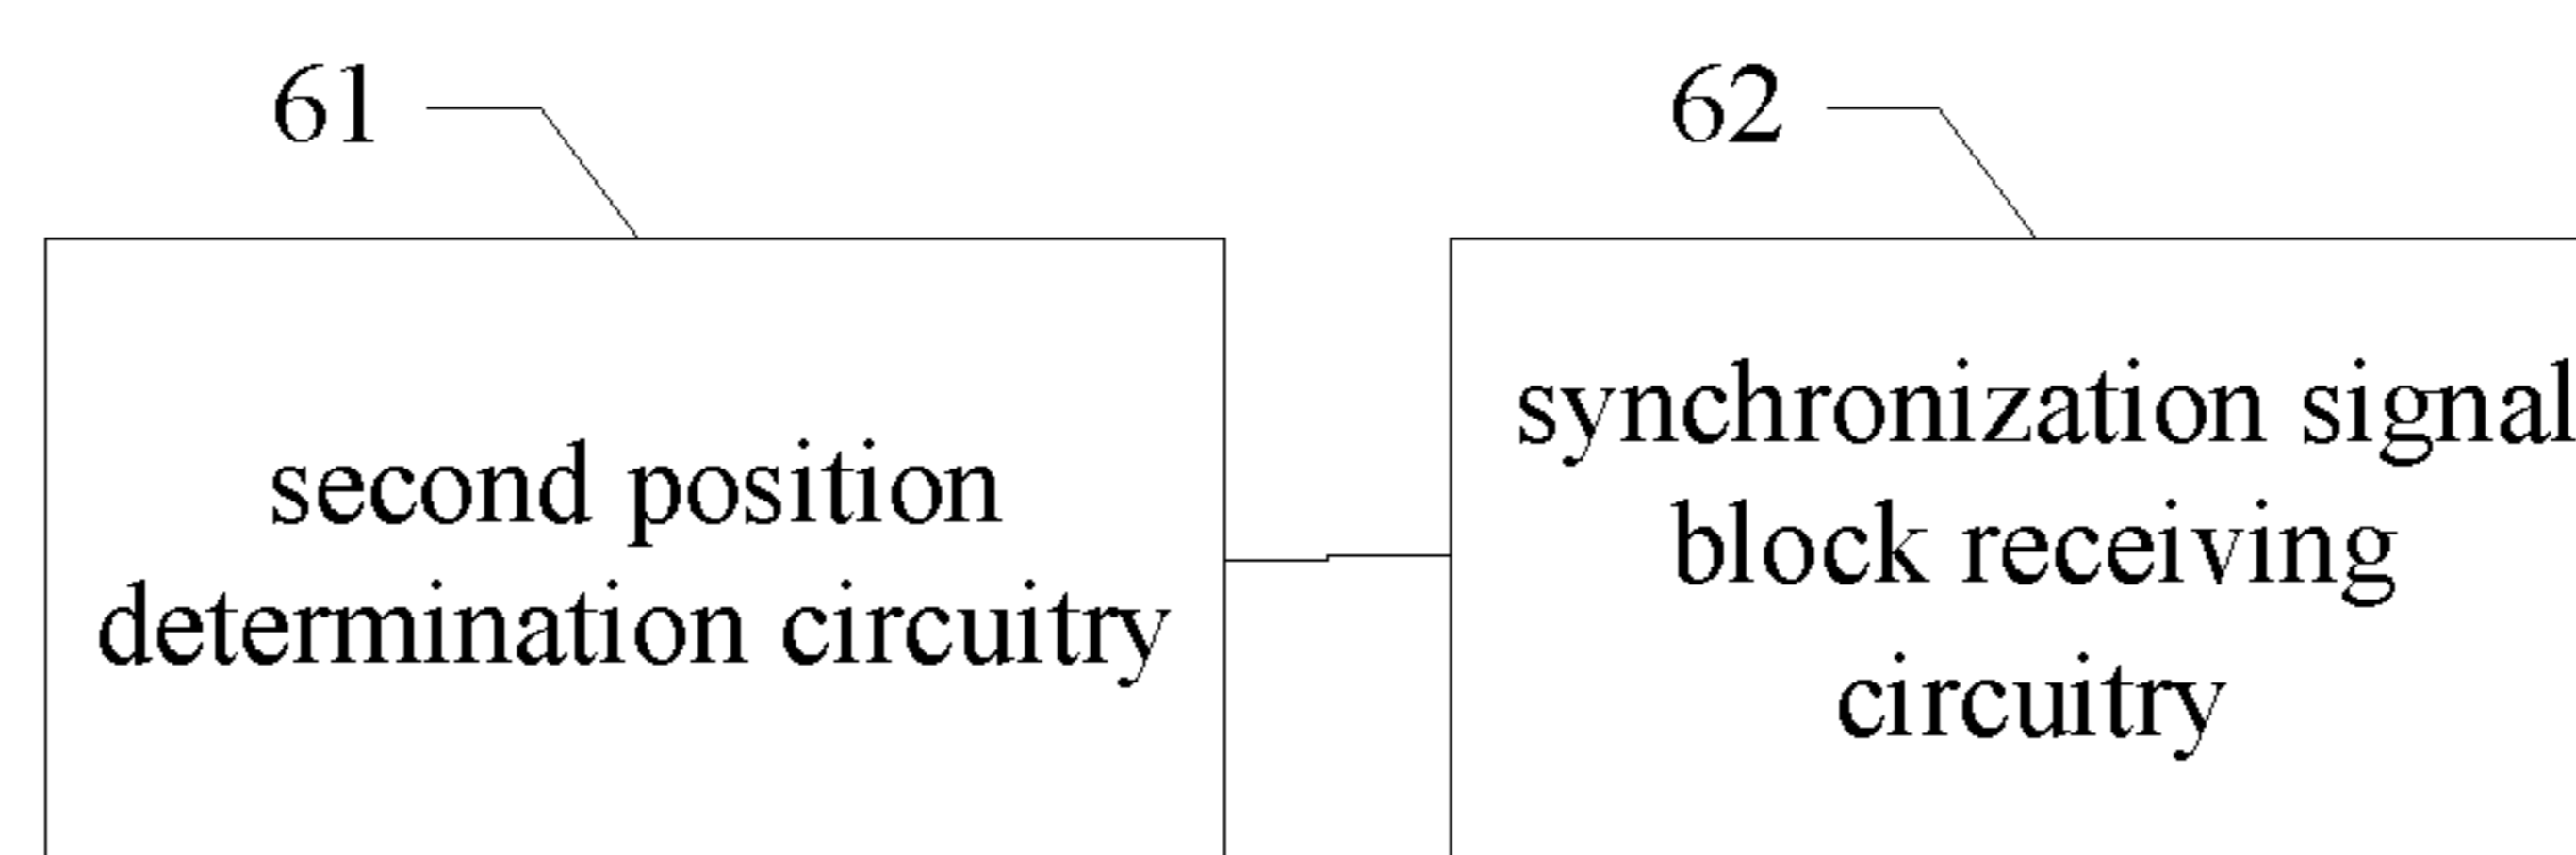 61
62
second position
determination circuitry
synchronization signal
block receiving
circuitry